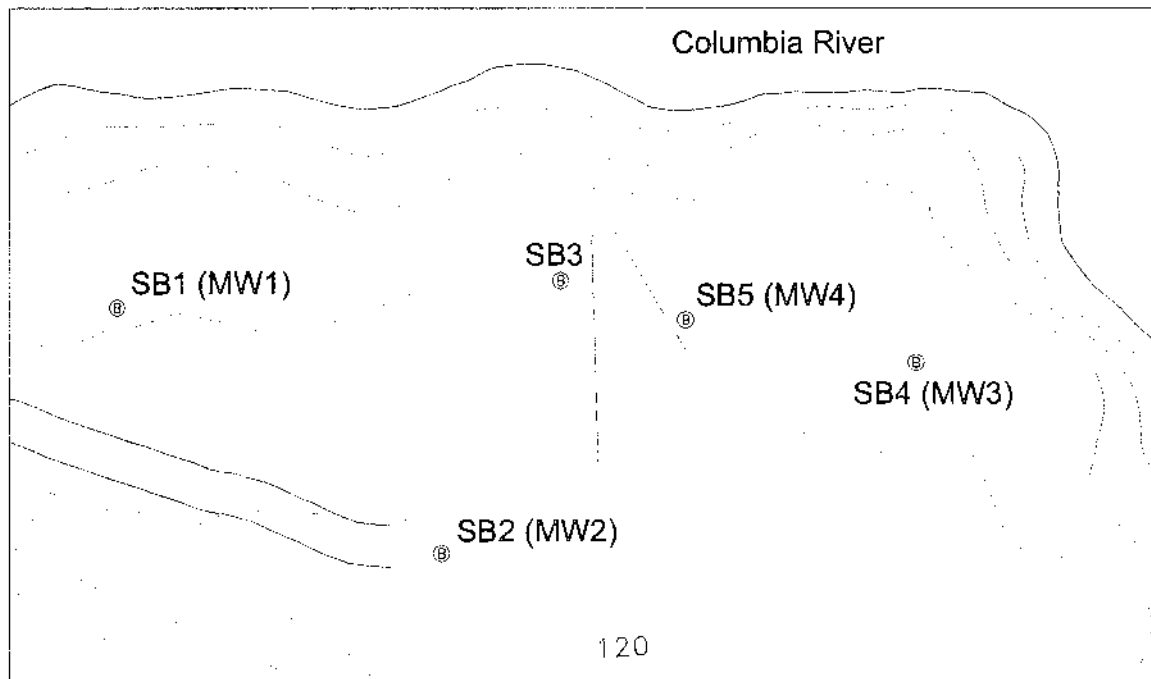 Columbia River
SB3
SB1 (MW1)
B
SB5 (MW4)
B
B
B
SB4 (MW3)
SB2 (MW2)
B
120